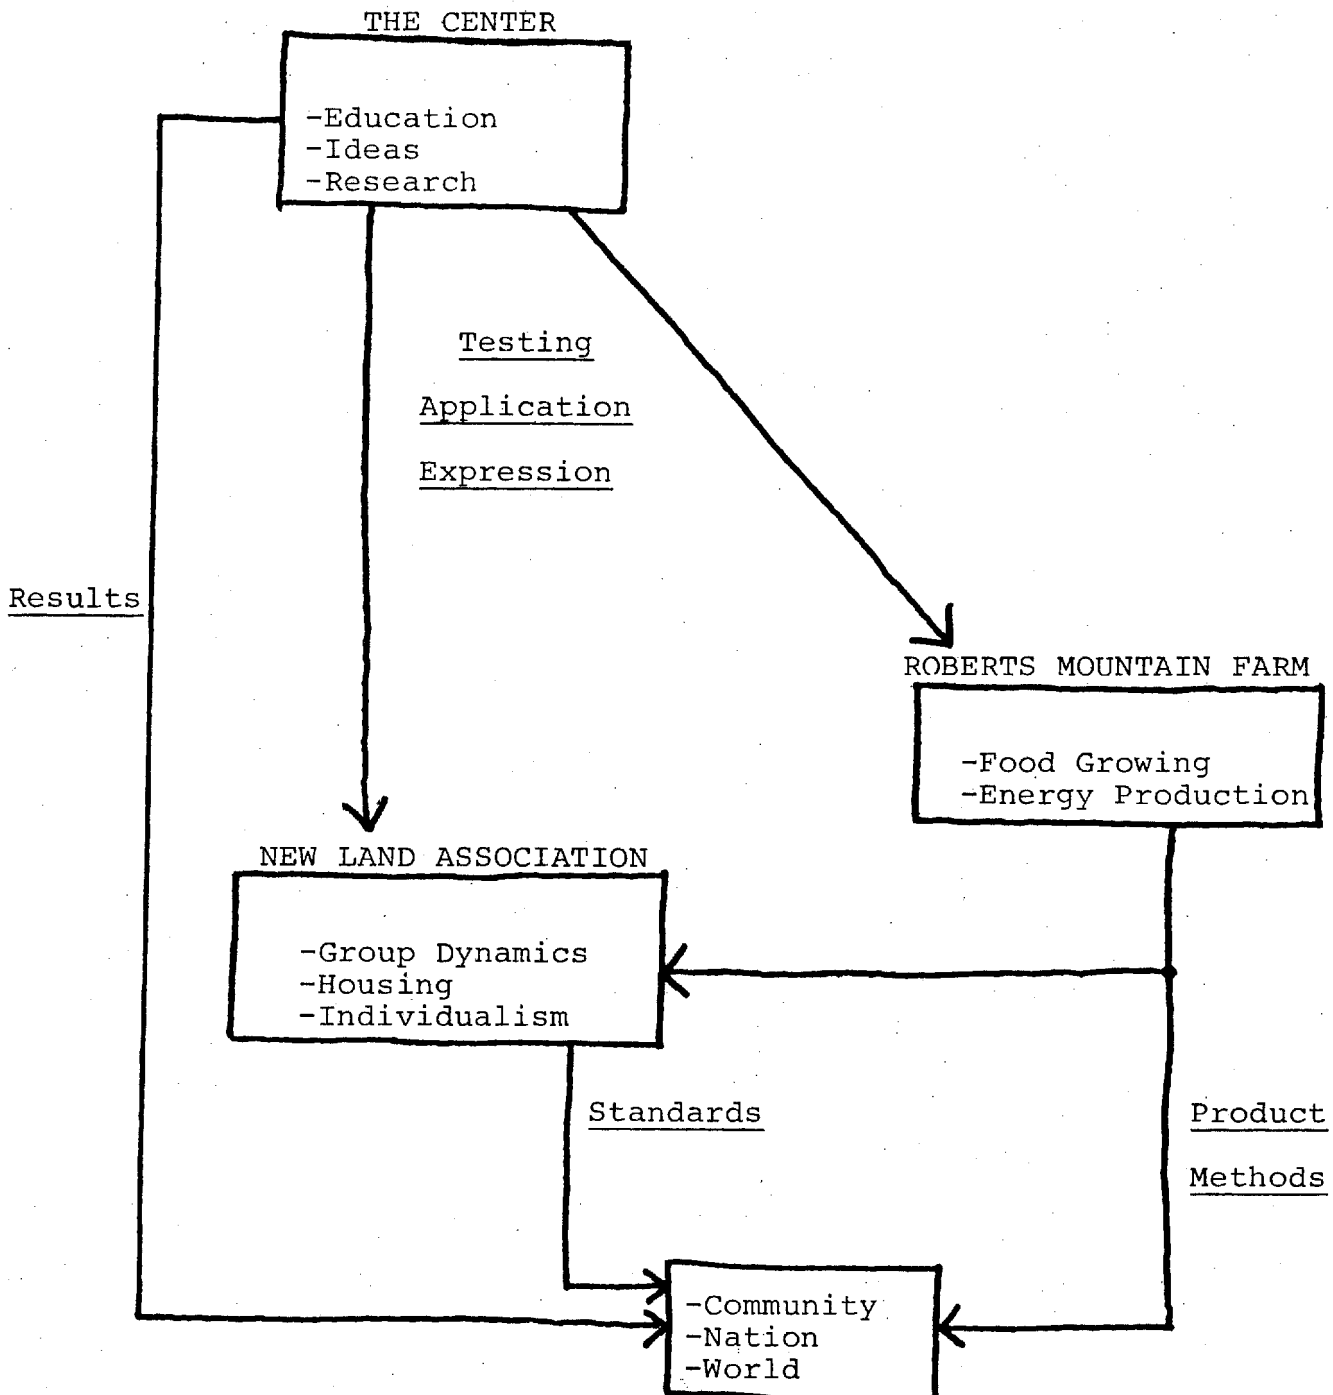 THE CENTER
-Education
-Ideas
-Research
Testing
Application
Expression
Results
ROBERTS MOUNTAIN FARM
-Food Growing
-Energy Production
NEW LAND ASSOCIATION
-Group Dynamics
-Housing
-Individualism
Standards
Product
Methods
-Community
-Nation
-World